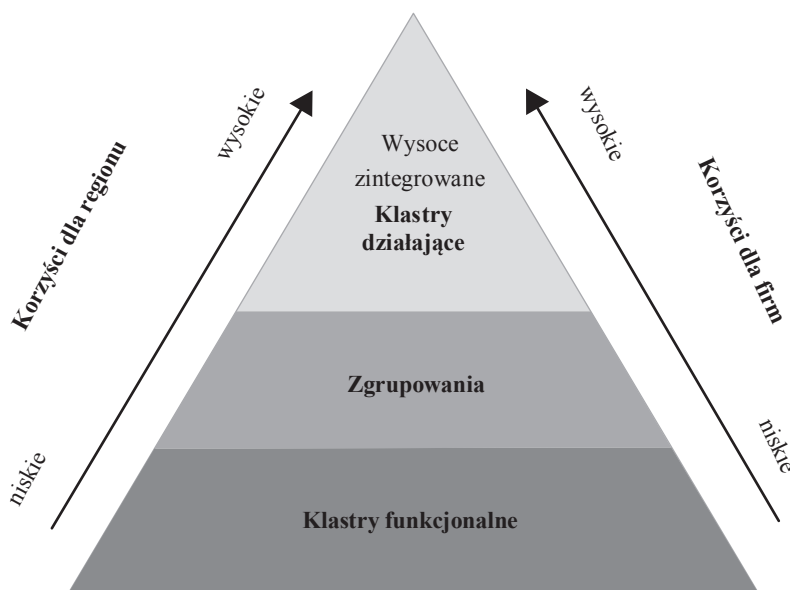 wysokie
wysokie
Wysoce
zintegrowane
Klastry
działające
Korzyści dla regionu
Korzyści dla firm
Zgrupowania
niskie
niskie
Klastry funkcjonalne